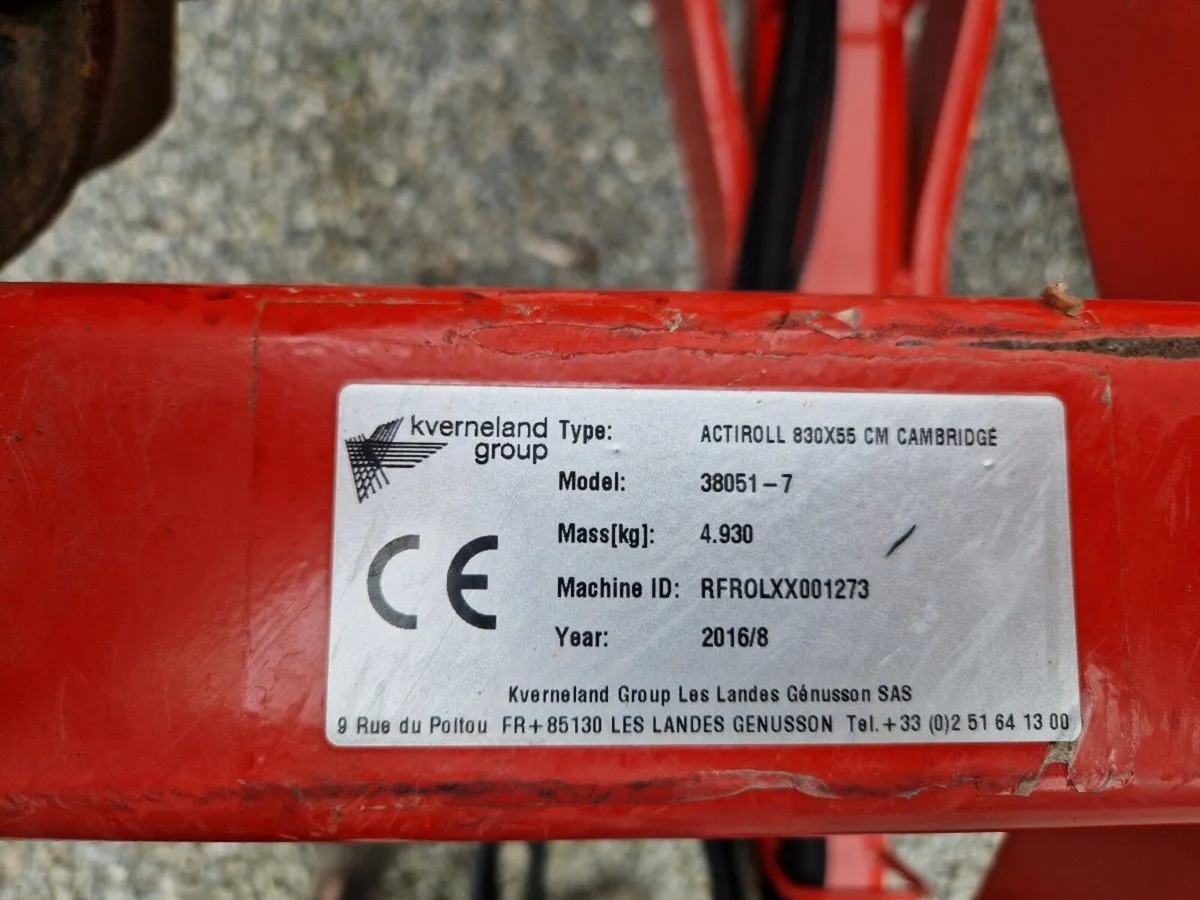 kverneland
group
Type: ACTIROLL 830X55 CM CAMBRIDGE
Model: 38051-7
Mass[kg]: 4.930
Machine ID: RFROLXX001273
Year: 2016/8
CE
Kverneland Group Les Landes Génusson SAS
9 Rue du Poitou FR+85130 LES LANDES GENUSSON Tel.+33 (0)2 51 64 13 00